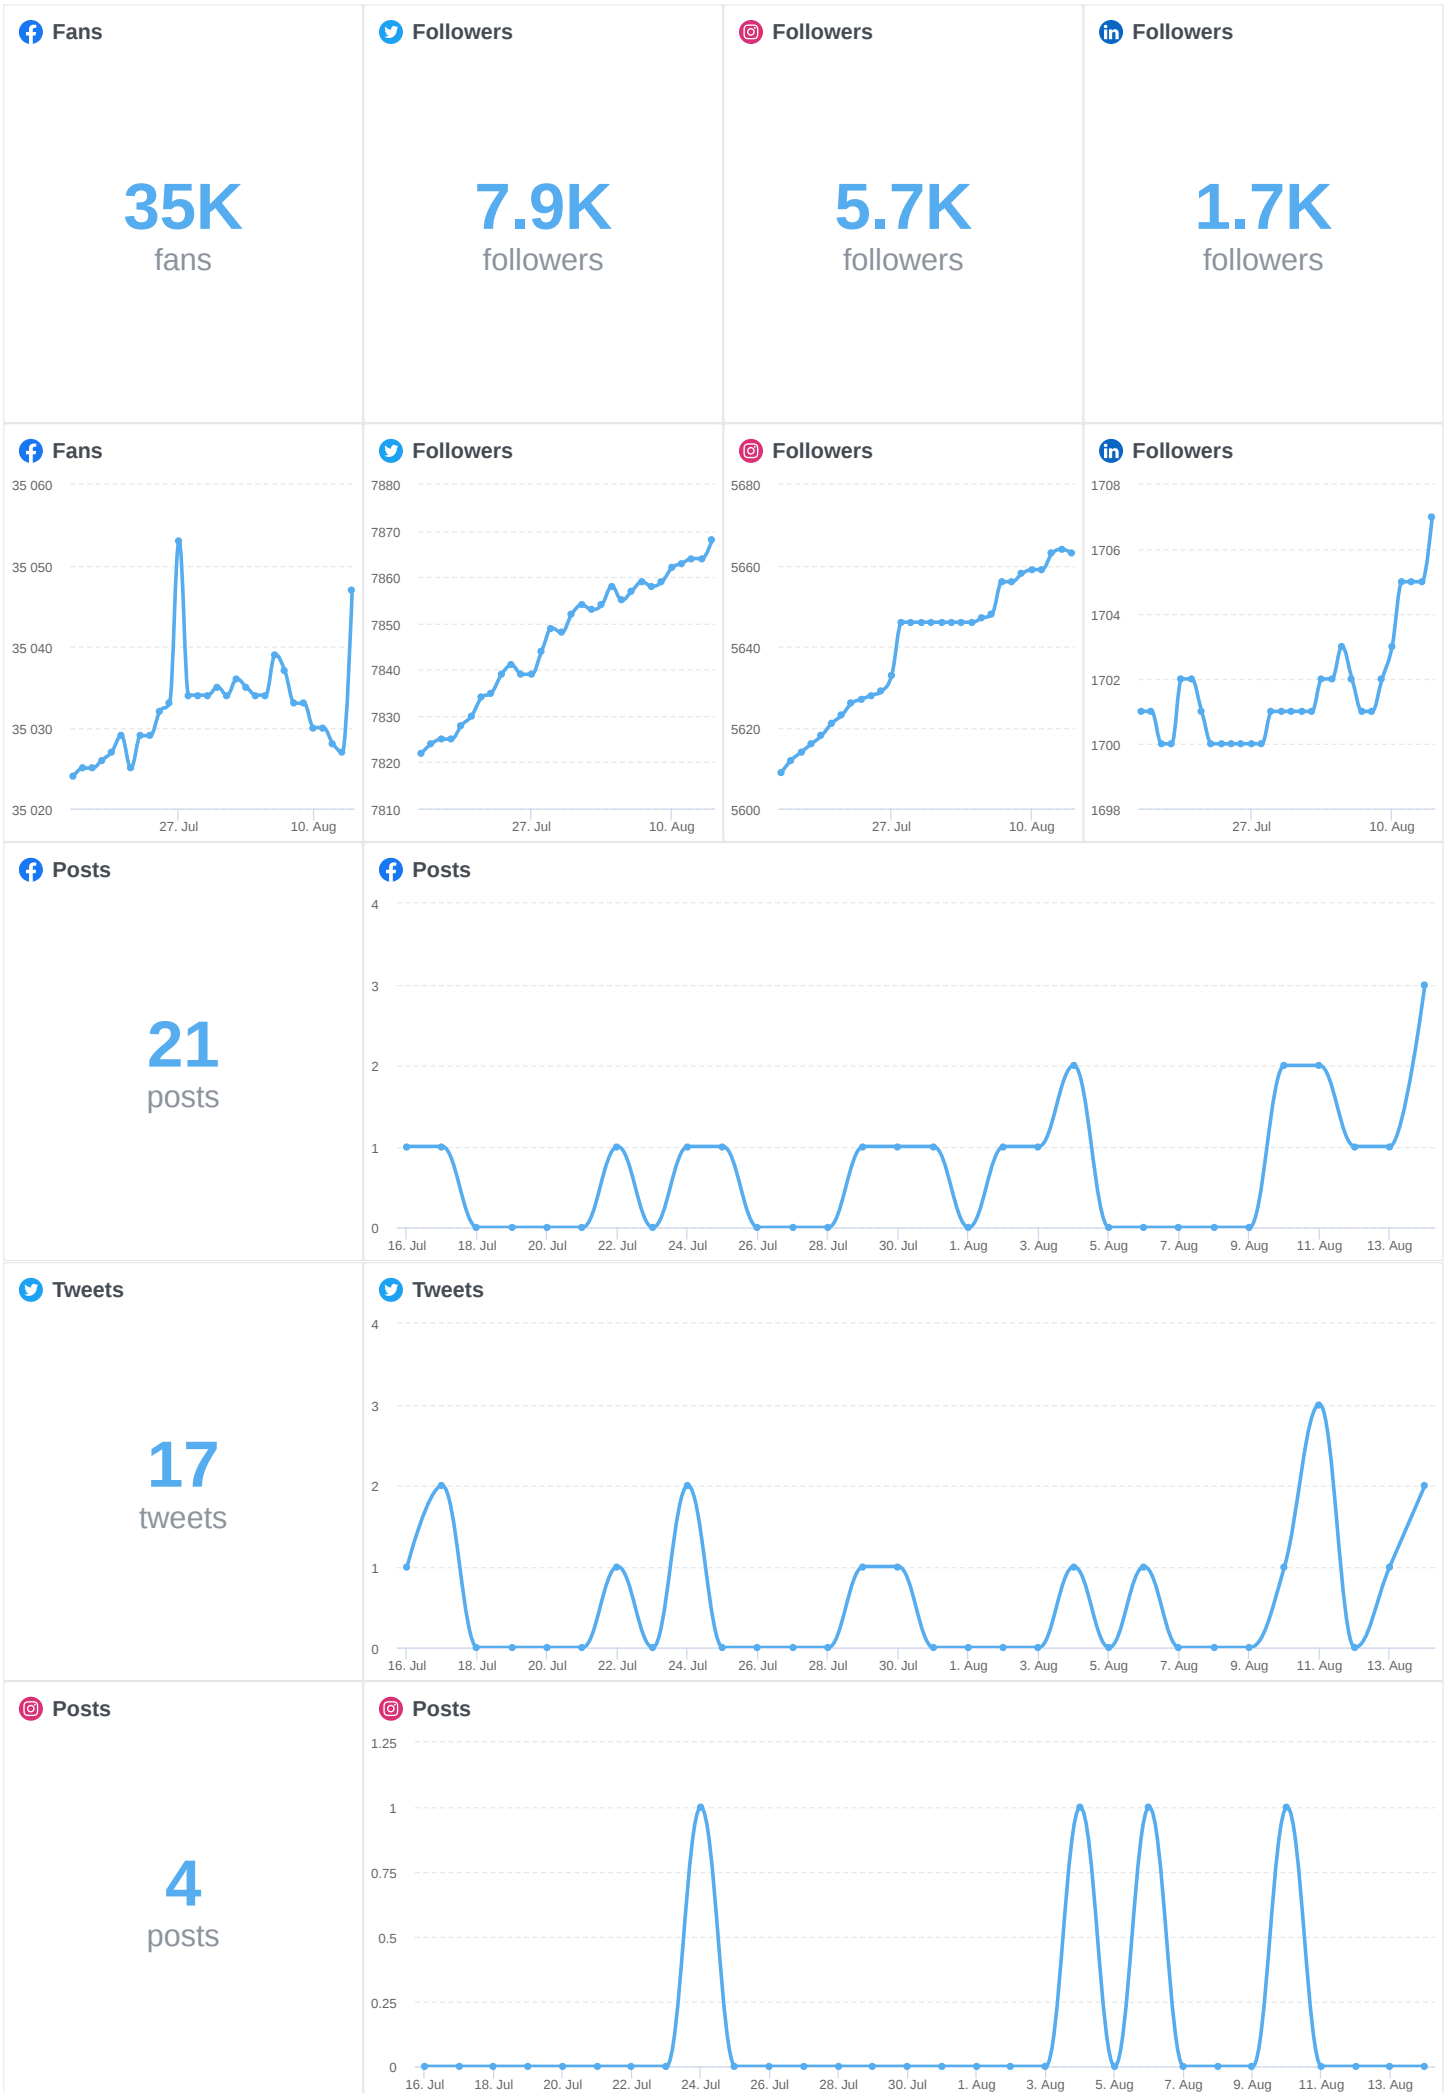 Fans
35K
fans
Followers
7.9K
followers
Followers
5.7K
followers
Followers
1.7K
followers
Fans
35 060
35 050
35 040
35 030
35 020
27. Jul 10. Aug
Followers
7880
7870
7860
7850
7840
7830
7820
7810
27. Jul 10. Aug
Followers
5680
5660
5640
5620
5600
27. Jul 10. Aug
Followers
1708
1706
1704
1702
1700
1698
27. Jul 10. Aug
Posts
21
posts
Posts
4
3
2
1
0
16. Jul 18. Jul 20. Jul 22. Jul 24. Jul 26. Jul 28. Jul 30. Jul 1. Aug 3. Aug 5. Aug 7. Aug 9. Aug 11. Aug 13. Aug
Tweets
17
tweets
Tweets
4
3
2
1
0
16. Jul 18. Jul 20. Jul 22. Jul 24. Jul 26. Jul 28. Jul 30. Jul 1. Aug 3. Aug 5. Aug 7. Aug 9. Aug 11. Aug 13. Aug
Posts
4
posts
Posts
1.25
1
0.75
0.5
0.25
0
16. Jul 18. Jul 20. Jul 22. Jul 24. Jul 26. Jul 28. Jul 30. Jul 1. Aug 3. Aug 5. Aug 7. Aug 9. Aug 11. Aug 13. Aug